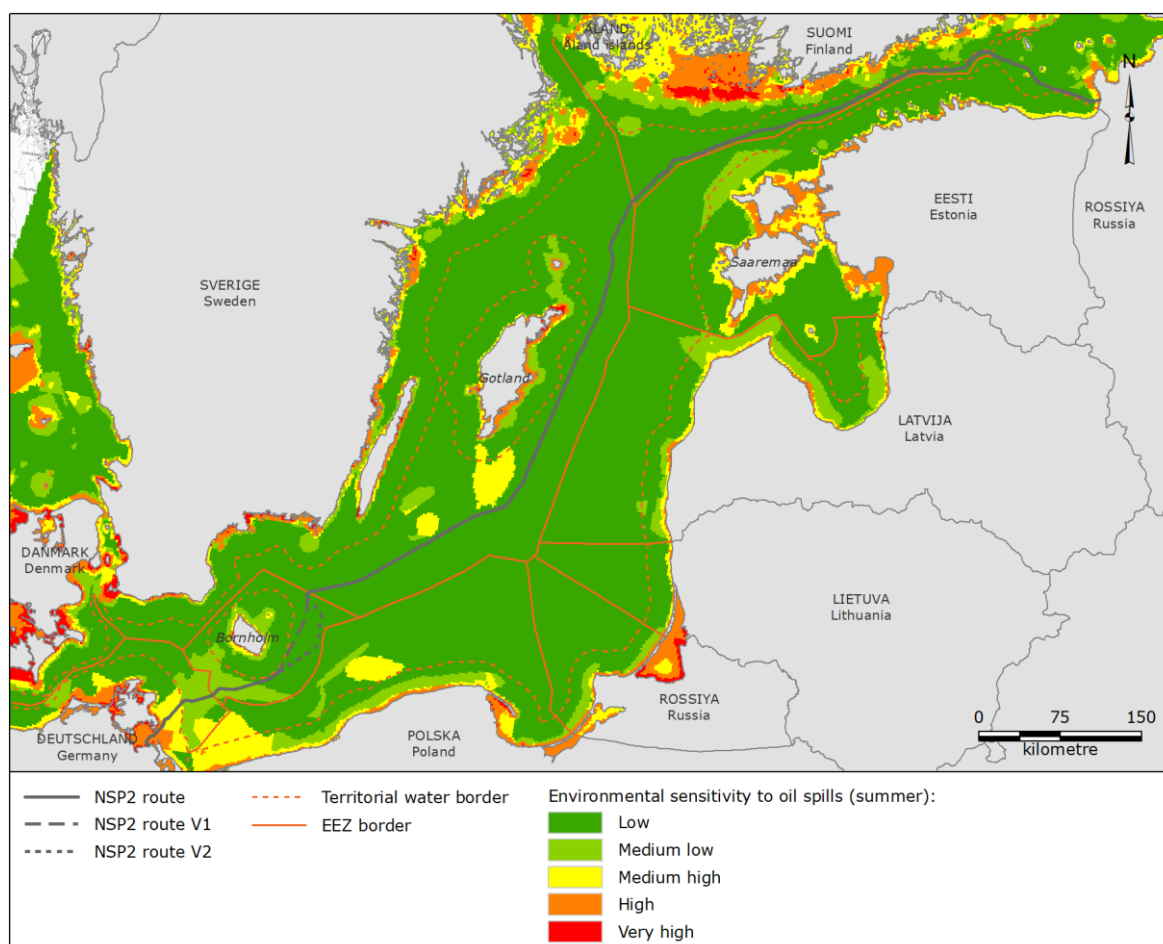 ÅLAND
Åland islands
SUOMI
Finland
N
EESTI
Estonia
ROSSIYA
Russia
SVERIGE
Sweden
Saaremaa
Gotland
LATVIJA
Latvia
DANMARK
Denmark
LIETUVA
Lithuania
Bornholm
ROSSIYA
Russia
POLSKA
Poland
DEUTSCHLAND
Germany
0 75 150
kilometre
NSP2 route
NSP2 route V1
NSP2 route V2
Territorial water border
EEZ border
Environmental sensitivity to oil spills (summer):
Low
Medium low
Medium high
High
Very high